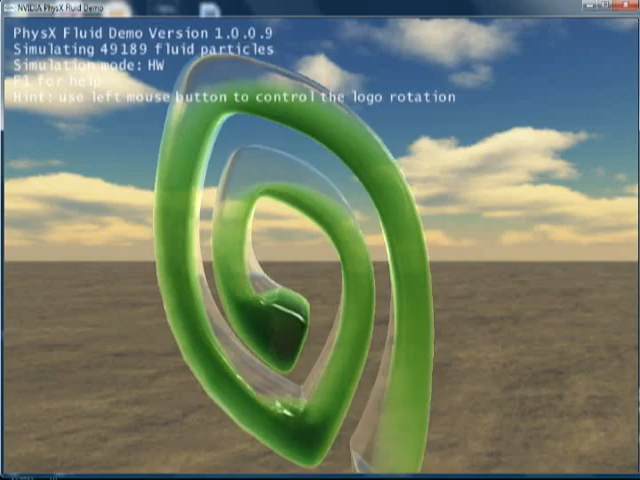 NVIDIA PhysX Fluid Demo
PhysX Fluid Demo Version 1.0.0.9
Simulating 49189 fluid particles
Simulation mode: HW
F1 for help
Hint: use left mouse button to control the logo rotation